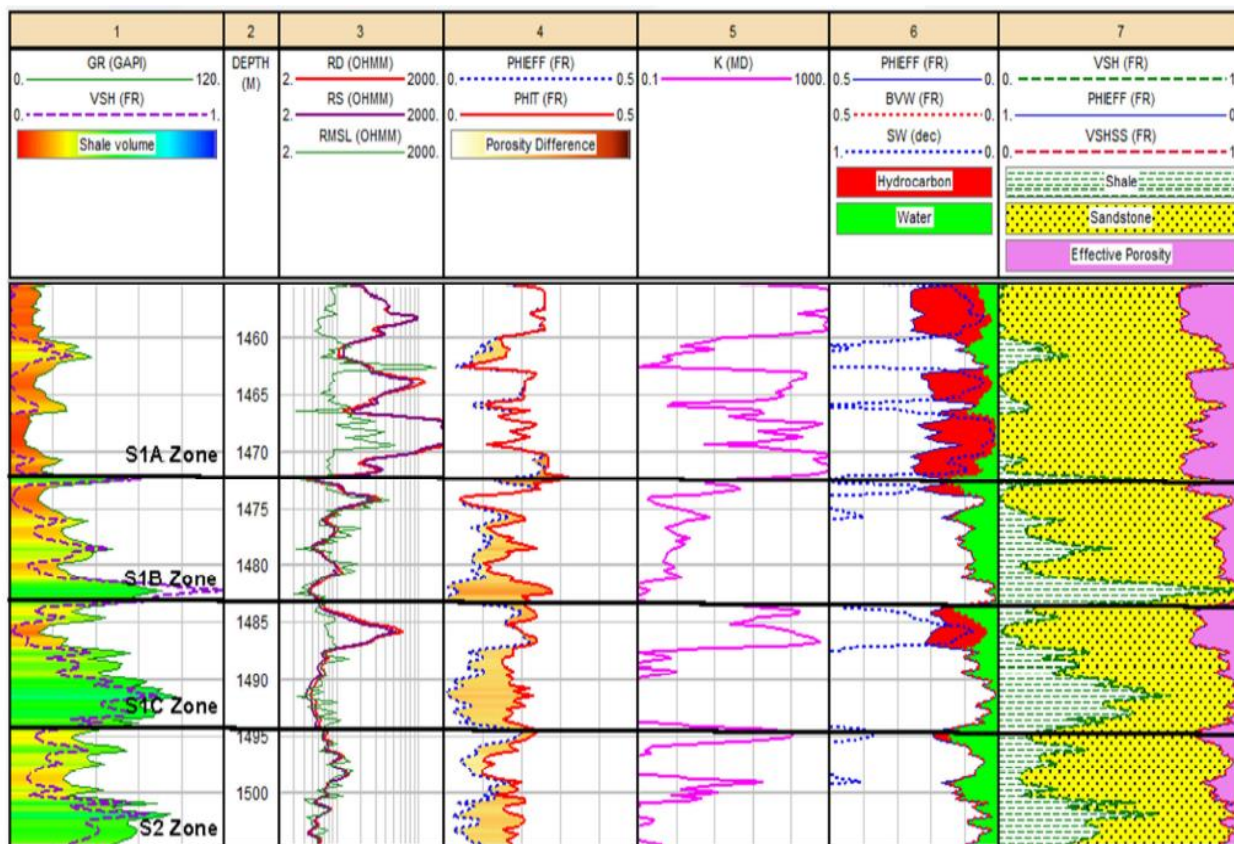 1 2 3 4 5 6 7
GR (GAPI)
0. 120.
VSH (FR)
0. 1.
Shale volume
DEPTH
(M)
RD (OHMM)
2. 2000.
RS (OHMM)
2. 2000.
RMSL (OHMM)
2. 2000.
PHIEFF (FR)
0. 0.5
PHIT (FR)
0. 0.5
Porosity Difference
K (MD)
0.1 1000.
PHIEFF (FR)
0.5 0.
BVW (FR)
0.5 0.
SW (dec)
1. 0.
Hydrocarbon
Water
VSH (FR)
0. 1
PHIEFF (FR)
1. 0
VSHSS (FR)
0. 1
Shale
Sandstone
Effective Porosity
1460
1465
S1A Zone 1470
1475
S1B Zone 1480
1485
S1C Zone 1490
1495
1500
S2 Zone